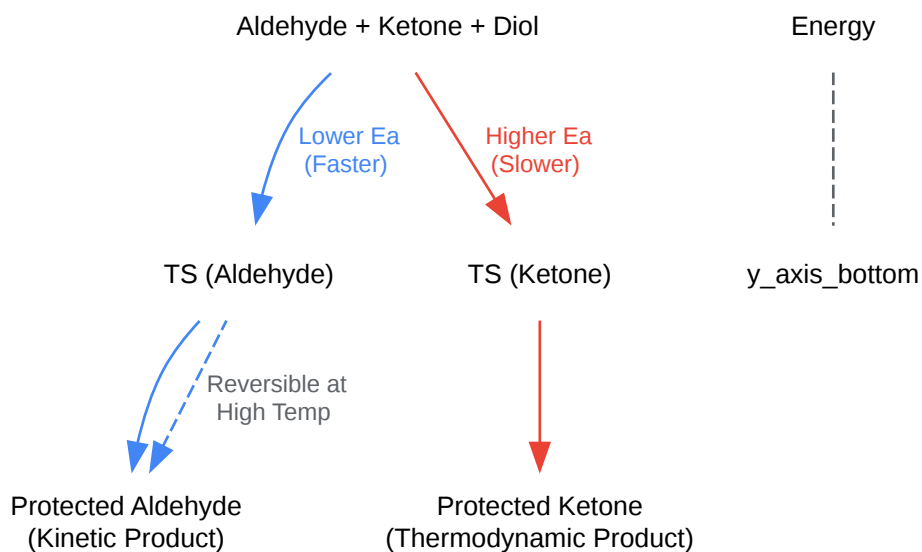 Aldehyde + Ketone + Diol
Energy
Lower Ea
(Faster)
Higher Ea
(Slower)
TS (Aldehyde)
TS (Ketone)
y_axis_bottom
Reversible at
High Temp
Protected Aldehyde
(Kinetic Product)
Protected Ketone
(Thermodynamic Product)